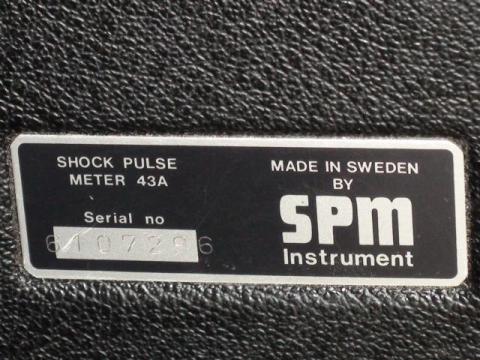 SHOCK PULSE
METER 43A
Serial no
6107296
MADE IN SWEDEN
BY
SPM
Instrument